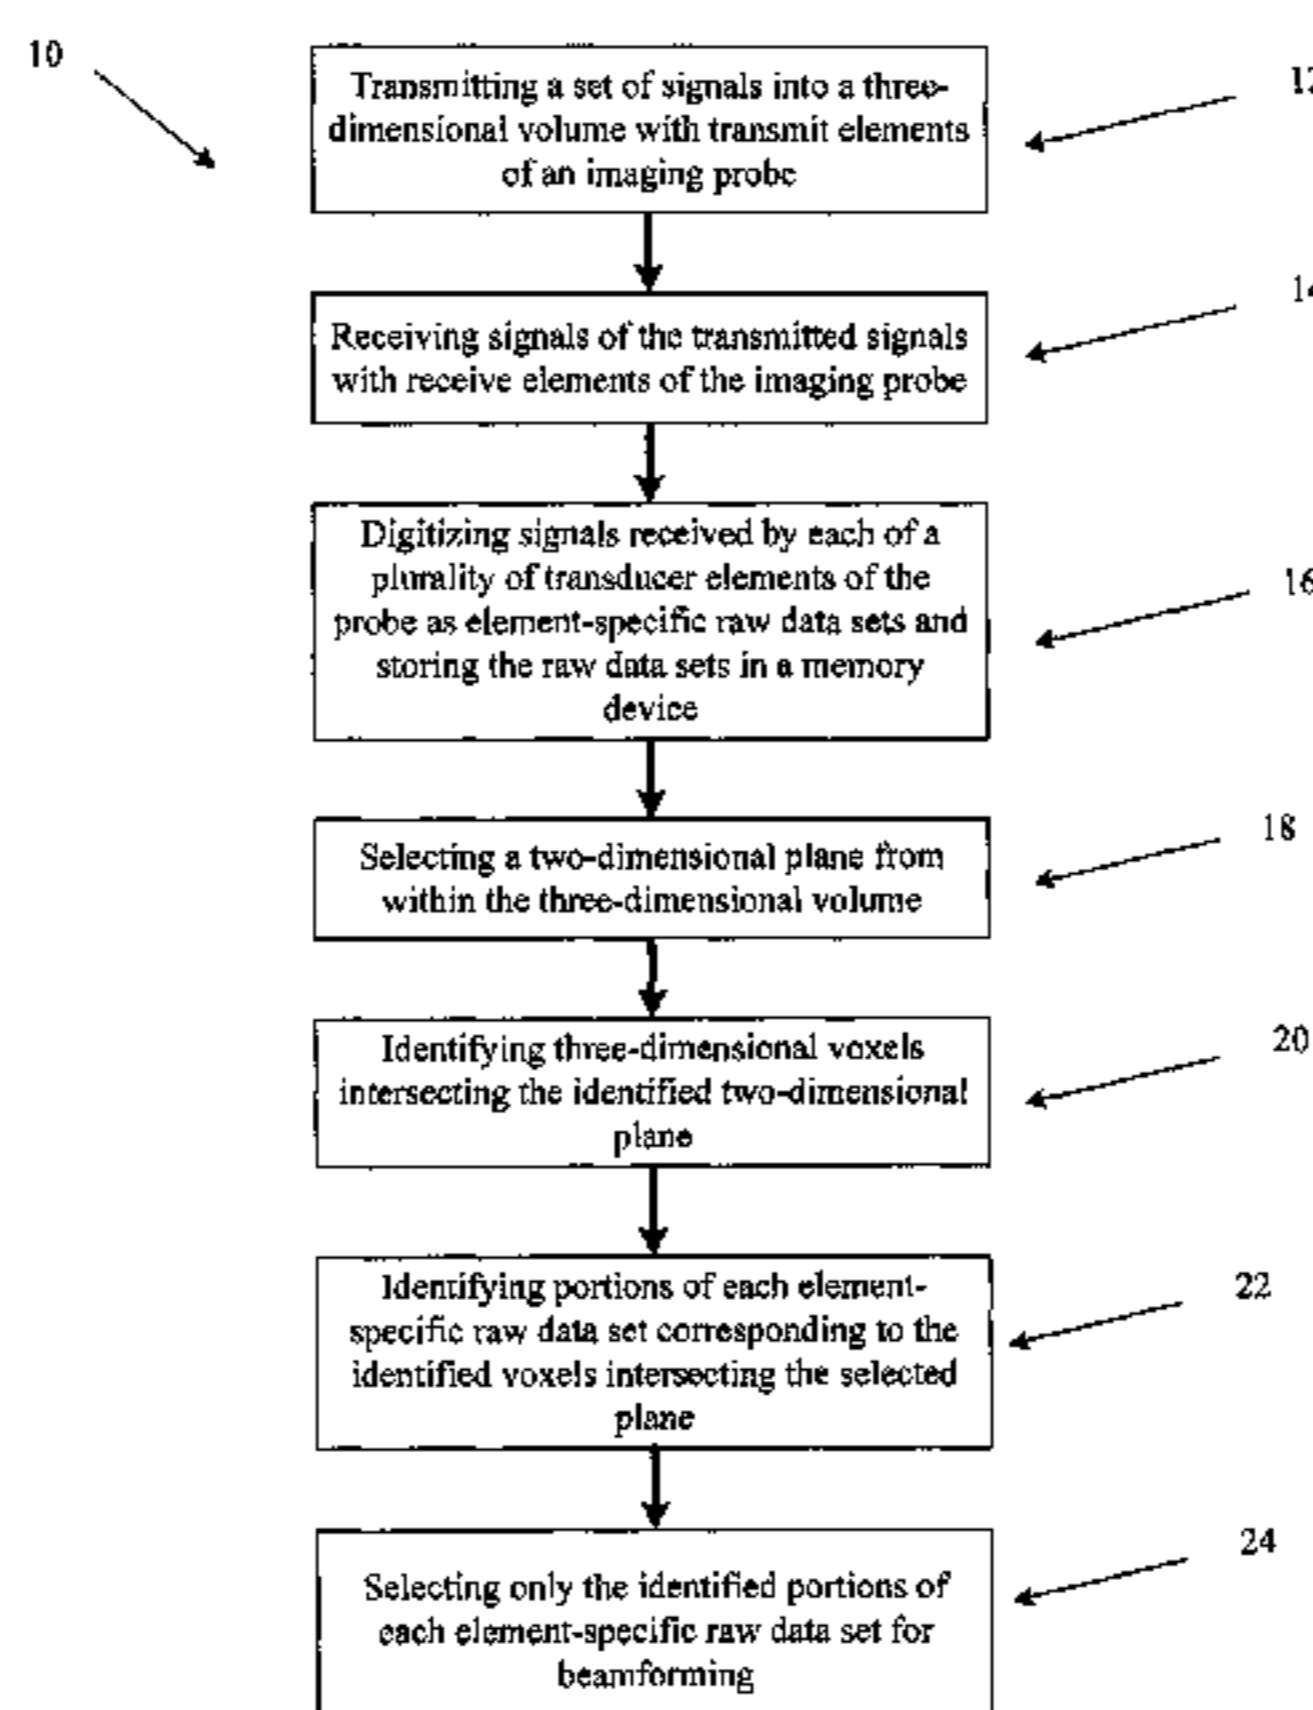 10
Transmitting a set of signals into a three-
dimensional volume with transmit elements
of an imaging probe
12
Receiving signals of the transmitted signals
with receive elements of the imaging probe
14
Digitizing signals received by each of a
plurality of transducer elements of the
probe as element-specific raw data sets and
storing the raw data sets in a memory
device
16
Selecting a two-dimensional plane from
within the three-dimensional volume
18
Identifying three-dimensional voxels
intersecting the identified two-dimensional
plane
20
Identifying portions of each element-
specific raw data set corresponding to the
identified voxels intersecting the selected
plane
22
Selecting only the identified portions of
each element-specific raw data set for
beamforming
24